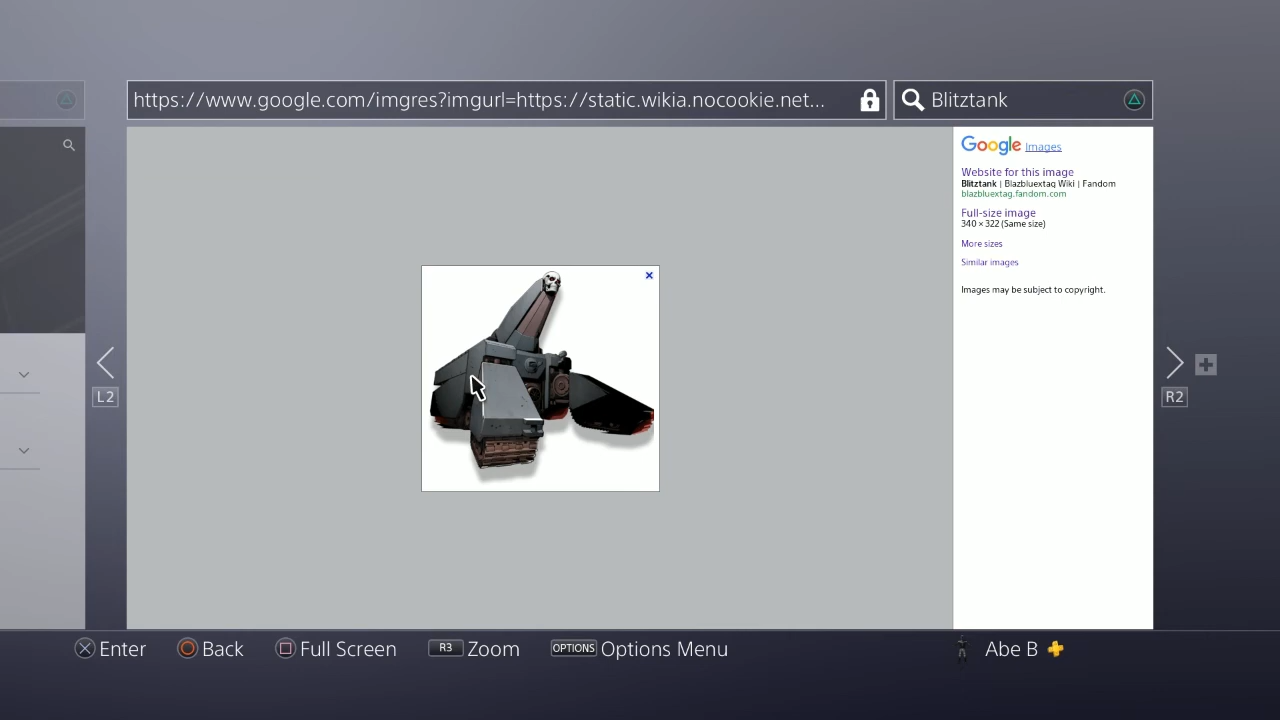 https://www.google.com/imgres?imgurl=https://static.wikia.nocookie.net...
Blitztank
Google Images
Website for this image
Blitztank | Blazbluextag Wiki | Fandom
blazbluextag.fandom.com
Full-size image
340 × 322 (Same size)
More sizes
Similar images
Images may be subject to copyright.
L2
R2
Enter
Back
Full Screen
R3 Zoom
OPTIONS Options Menu
Abe B